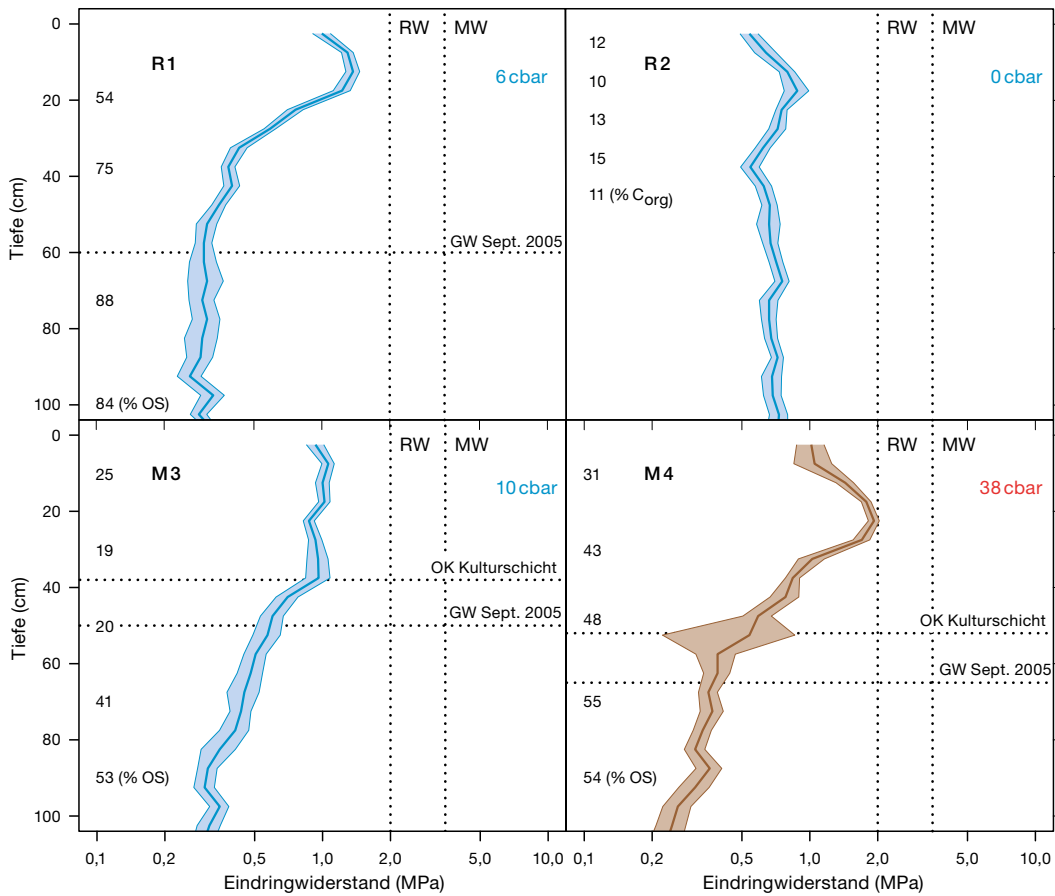 0
20
40
60
80
100
Tiefe (cm)
R1
RW
MW
6 cbar
54
75
GW Sept. 2005
88
84 (% OS)
R2
RW
MW
0 cbar
12
10
13
15
11 (% Corg)
0
20
40
60
80
100
Tiefe (cm)
M3
RW
MW
10 cbar
25
19
OK Kulturschicht
GW Sept. 2005
20
41
53 (% OS)
M4
RW
MW
38 cbar
31
43
48
OK Kulturschicht
GW Sept. 2005
55
54 (% OS)
0,1 0,2 0,5 1,0 2,0 5,0 10,0
Eindringwiderstand (MPa)
0,1 0,2 0,5 1,0 2,0 5,0 10,0
Eindringwiderstand (MPa)